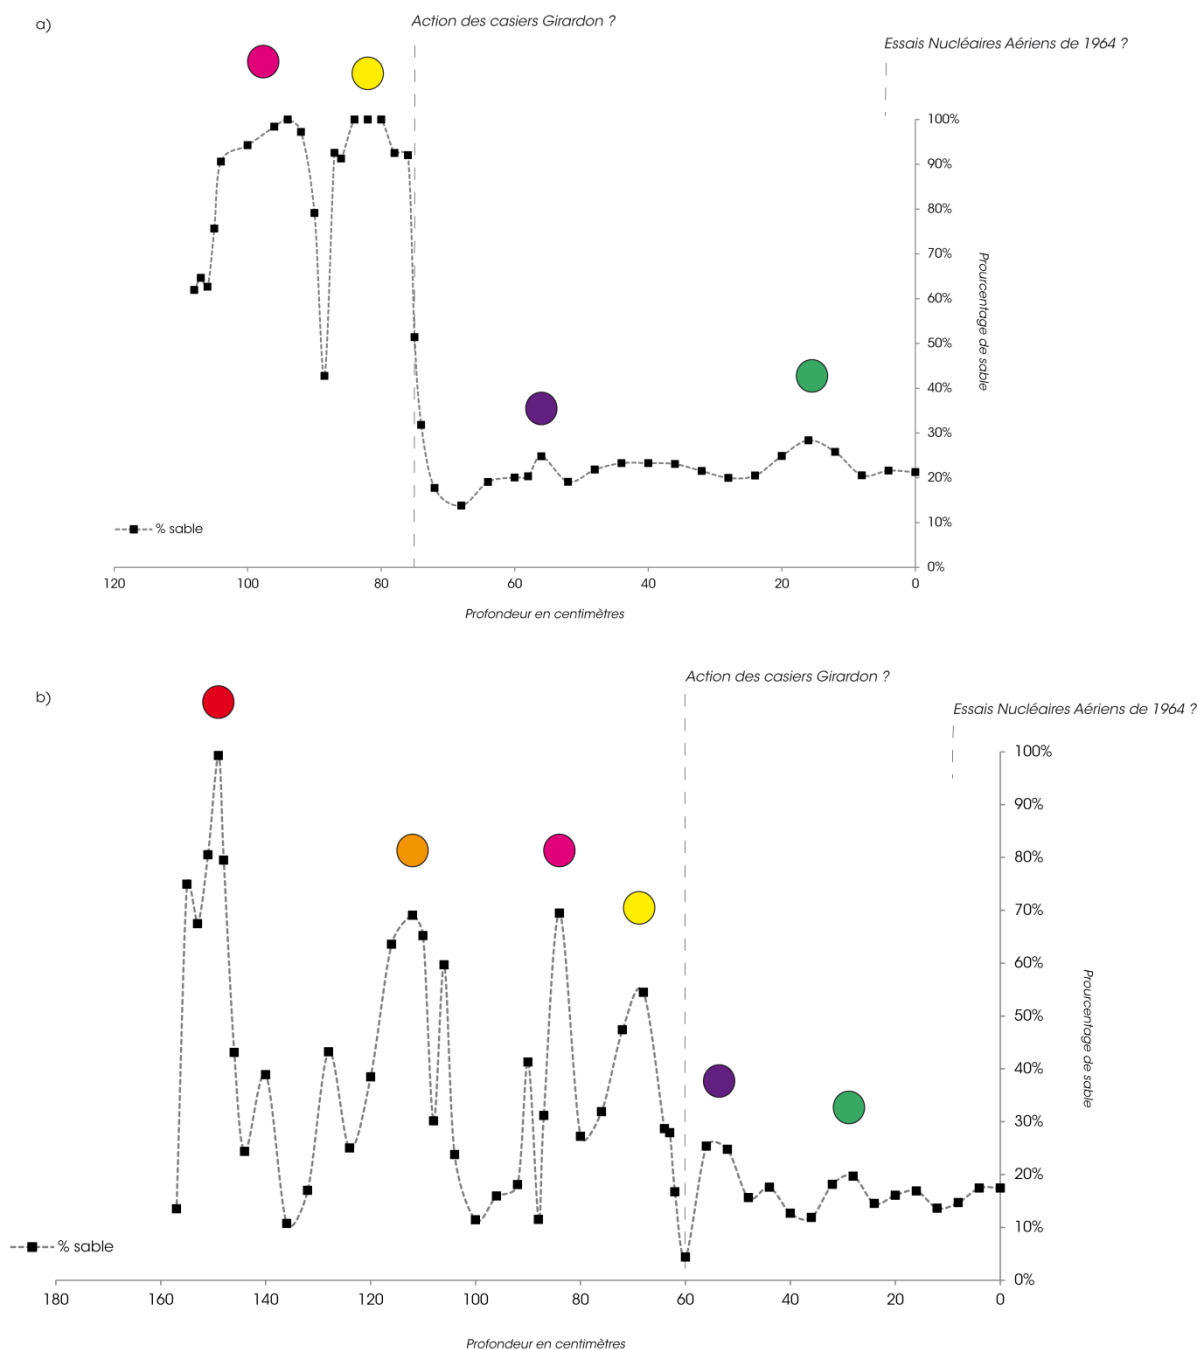 a)
Action des casiers Girardon ?
Essais Nucléaires Aériens de 1964 ?
100%
90%
80%
70%
60%
50%
40%
30%
20%
10%
0%
Prourcentage de sable
% sable
120 100 80 60 40 20 0
Profondeur en centimètres
b)
Action des casiers Girardon ?
Essais Nucléaires Aériens de 1964 ?
100%
90%
80%
70%
60%
50%
40%
30%
20%
10%
0%
Prourcentage de sable
% sable
180 160 140 120 100 80 60 40 20 0
Profondeur en centimètres